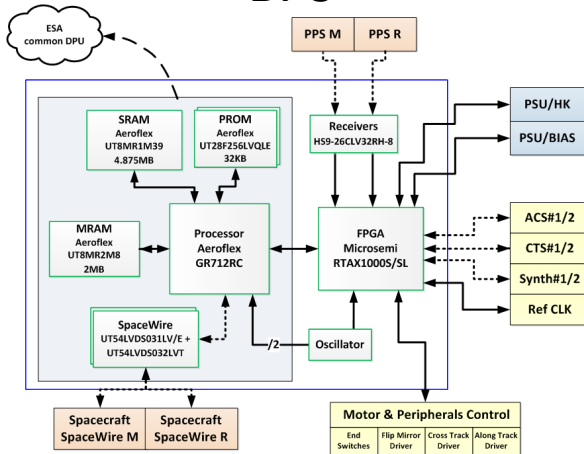 ESA
common DPU
PPS M
PPS R
PSU/HK
PSU/BIAS
SRAM
Aeroflex
UT8MR1M39
4.875MB
PROM
Aeroflex
UT28F256LVQLE
32KB
Receivers
HS9-26CLV32RH-8
MRAM
Aeroflex
UT8MR2M8
2MB
Processor
Aeroflex
GR712RC
FPGA
Microsemi
RTAX1000S/SL
ACS#1/2
CTS#1/2
Synth#1/2
Ref CLK
SpaceWire
UT54LVDS031LV/E +
UT54LVDS032LVT
/2
Oscillator
Spacecraft
SpaceWire M
Spacecraft
SpaceWire R
Motor & Peripherals Control
End
Switches
Flip Mirror
Driver
Cross Track
Driver
Along Track
Driver